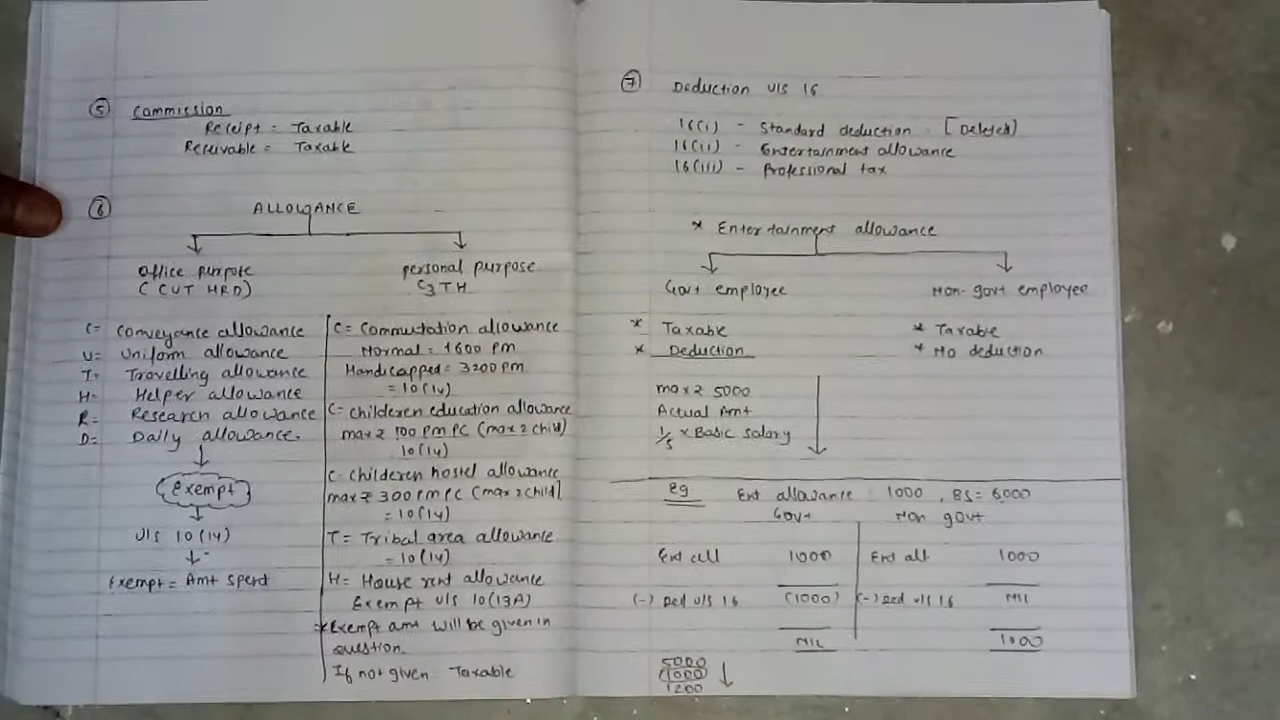 ⑤ Commission
Receipt = Taxable
Receivable = Taxable
⑥ ALLOWANCE
office purpose
(CUT HRD)
personal purpose
C3TH
C= Conveyance allowance
U= Uniform allowance
T= Travelling allowance
H= Helper allowance
R= Research allowance
D= Daily allowance.
Exempt
U/S 10(14)
Exempt = Amt spent
C= Commutation allowance
Normal = 1600 PM
Handicapped = 3200 pm
= 10(14)
C= childeren education allowance
max ₹ 100 pm PC (max 2 child)
10(14)
C- childeren hostel allowance
max ₹ 300 pm pc (max 2 child]
= 10(14)
T= Tribal area allowance
= 10(14)
H= House rent allowance
Exempt U/S 10(13A)
*Exempt amt will be given in
question.
If not given Taxable
⑦ Deduction U/S 16
16(i) - Standard deduction - [Deleted)
16(ii) - Entertainment allowance
16(iii) - Professional tax
* Entertainment allowance
Govt employee
* Taxable
* Deduction
max ₹ 5000
Actual Amt
1/5 x Basic salary
Non-govt employee
* Taxable
* No deduction
Eg Ent allowance 1000, BS = 6000
Govt Non govt
Ent all 1000 Ent all 1000
(-) Ded U/S 16 (1000) (-) Ded U/S 16 NIL
NIL 1000
5000
(1000)
1200